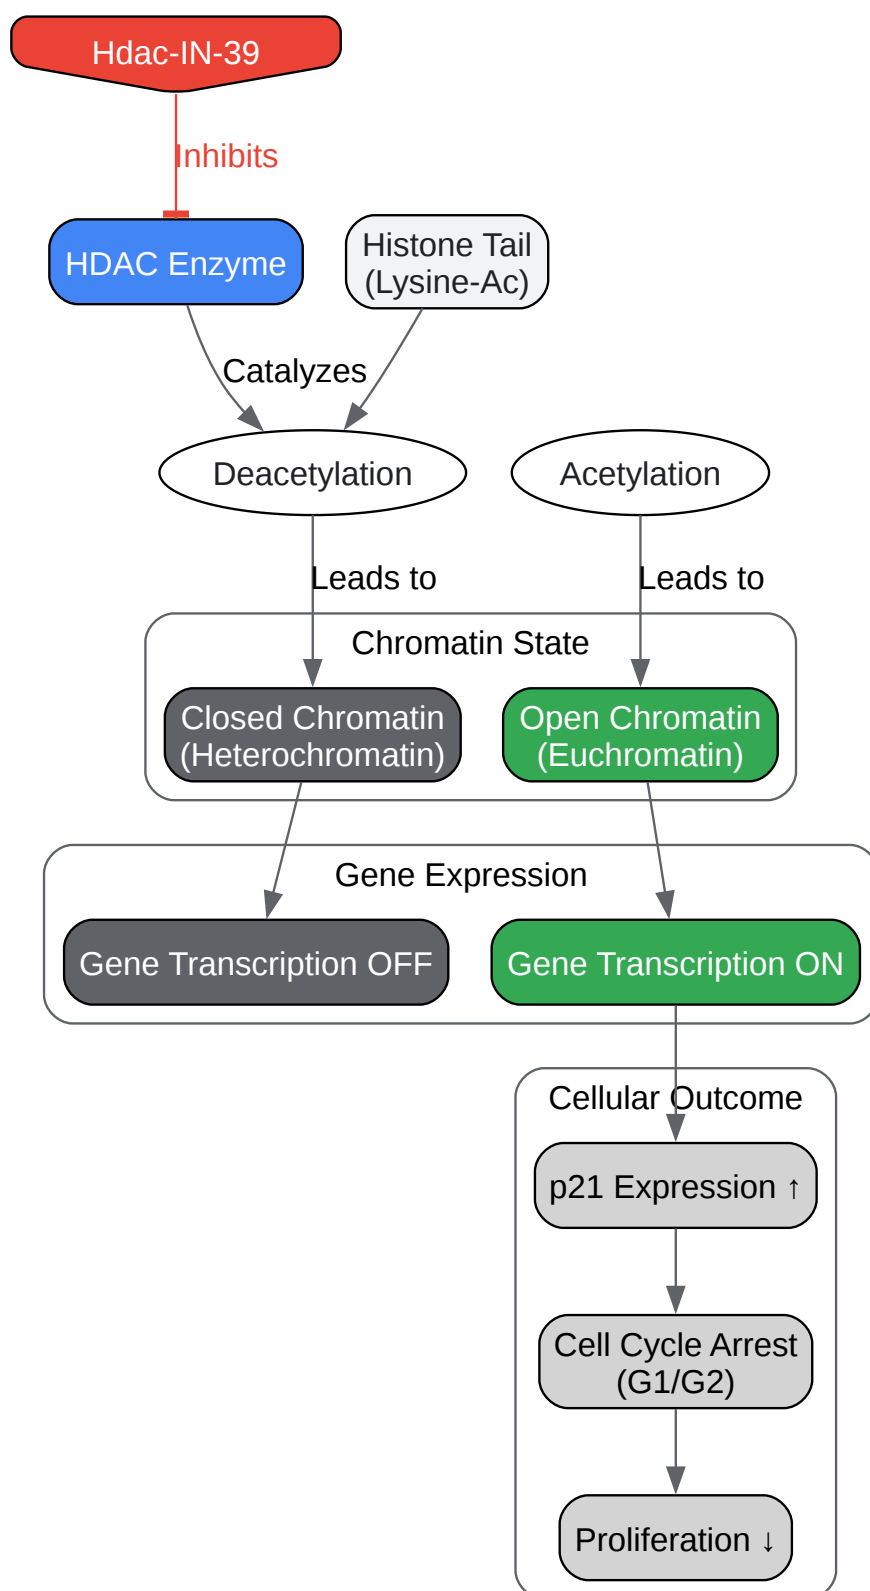 Hdac-IN-39
Inhibits
HDAC Enzyme
Histone Tail
(Lysine-Ac)
Catalyzes
Deacetylation
Acetylation
Leads to
Leads to
Chromatin State
Closed Chromatin
(Heterochromatin)
Open Chromatin
(Euchromatin)
Gene Expression
Gene Transcription OFF
Gene Transcription ON
Cellular Outcome
p21 Expression ↑
Cell Cycle Arrest
(G1/G2)
Proliferation ↓